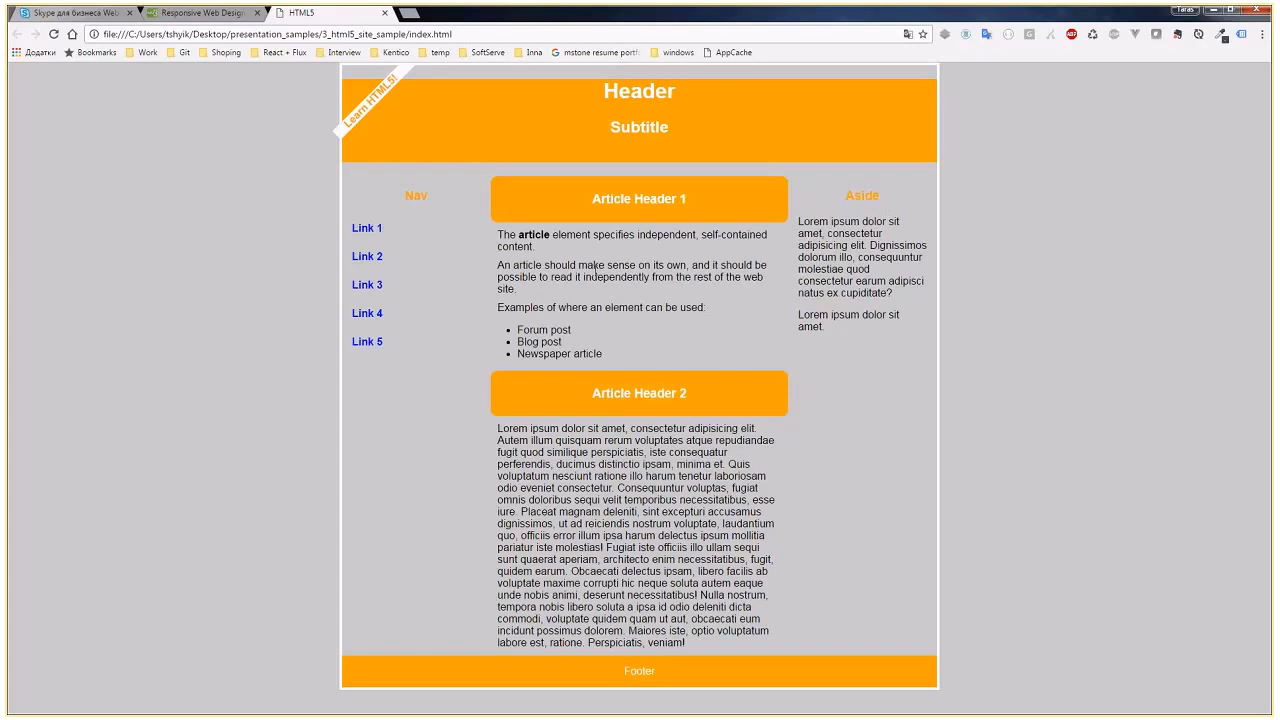 Skype для бизнеса Web
Responsive Web Desig
HTML5
Taras
file:///C:/Users/tshyik/Desktop/presentation_samples/3_html5_site_sample/index.html
Додатки
Bookmarks
Work
Git
Shoping
React + Flux
Interview
Kentico
temp
SoftServe
Inna
mstone resume portf
windows
AppCache
Learn HTML5!
Header
Subtitle
Nav
Link 1
Link 2
Link 3
Link 4
Link 5
Article Header 1
The article element specifies independent, self-contained
content.
An article should make sense on its own, and it should be
possible to read it independently from the rest of the web
site.
Examples of where an element can be used:
Forum post
Blog post
Newspaper article
Article Header 2
Lorem ipsum dolor sit amet, consectetur adipisicing elit.
Autem illum quisquam rerum voluptates atque repudiandae
fugit quod similique perspiciatis, iste consequatur
perferendis, ducimus distinctio ipsam, minima et. Quis
voluptatum nesciunt ratione illo harum tenetur laboriosam
odio eveniet consectetur. Consequuntur voluptas, fugiat
omnis doloribus sequi velit temporibus necessitatibus, esse
iure. Placeat magnam deleniti, sint excepturi accusamus
dignissimos, ut ad reiciendis nostrum voluptate, laudantium
quo, officiis error illum ipsa harum delectus ipsum mollitia
pariatur iste molestias! Fugiat iste officiis illo ullam sequi
sunt quaerat aperiam, architecto enim necessitatibus, fugit,
quidem earum. Obcaecati delectus ipsam, libero facilis ab
voluptate maxime corrupti hic neque soluta autem eaque
unde nobis animi, deserunt necessitatibus! Nulla nostrum,
tempora nobis libero soluta a ipsa id odio deleniti dicta
commodi, voluptate quidem quam ut aut, obcaecati eum
incidunt possimus dolorem. Maiores iste, optio voluptatum
labore est, ratione. Perspiciatis, veniam!
Aside
Lorem ipsum dolor sit
amet, consectetur
adipisicing elit. Dignissimos
dolorum illo, consequuntur
molestiae quod
consectetur earum adipisci
natus ex cupiditate?
Lorem ipsum dolor sit
amet.
Footer